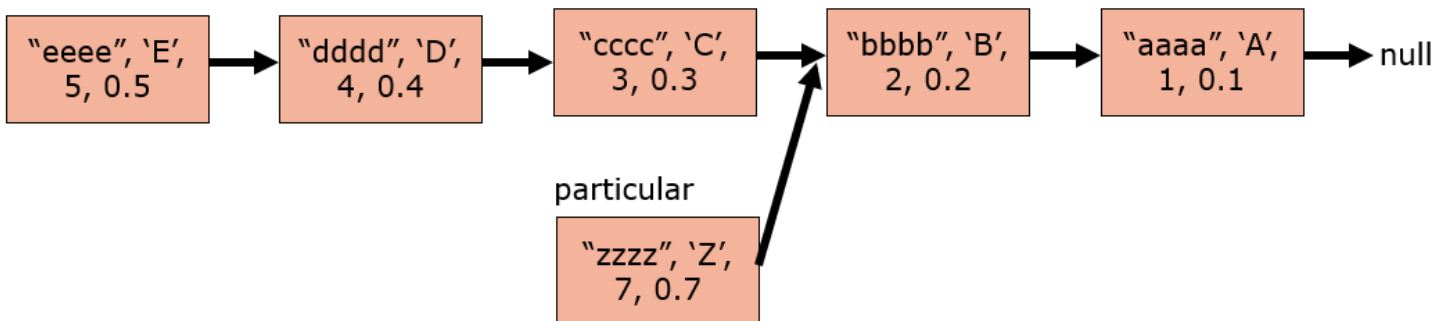 “eeee”, ‘E’,
5, 0.5
“dddd”, ‘D’,
4, 0.4
“cccc”, ‘C’,
3, 0.3
“bbbb”, ‘B’,
2, 0.2
“aaaa”, ‘A’,
1, 0.1
null
particular
“zzzz”, ‘Z’,
7, 0.7